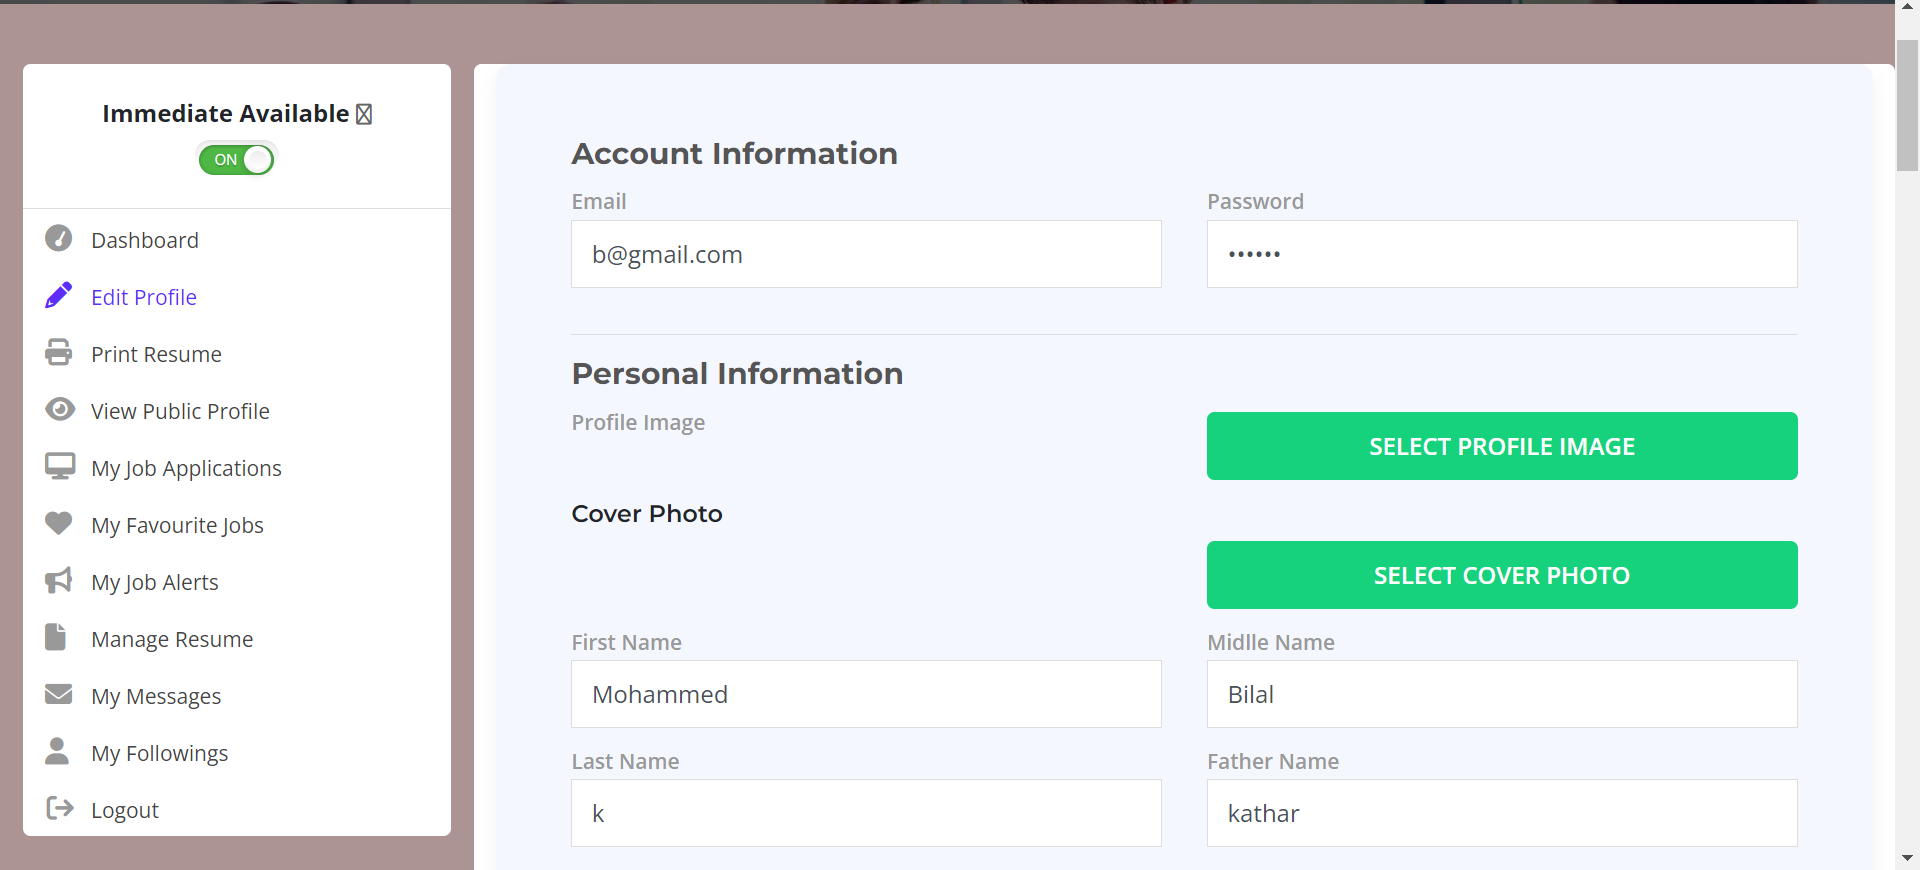 Immediate Available
ON
Dashboard
Edit Profile
Print Resume
View Public Profile
My Job Applications
My Favourite Jobs
My Job Alerts
Manage Resume
My Messages
My Followings
Logout
Account Information
Email Password
b@gmail.com ••••••
Personal Information
Profile Image
SELECT PROFILE IMAGE
Cover Photo
SELECT COVER PHOTO
First Name Midlle Name
Mohammed Bilal
Last Name Father Name
k kathar